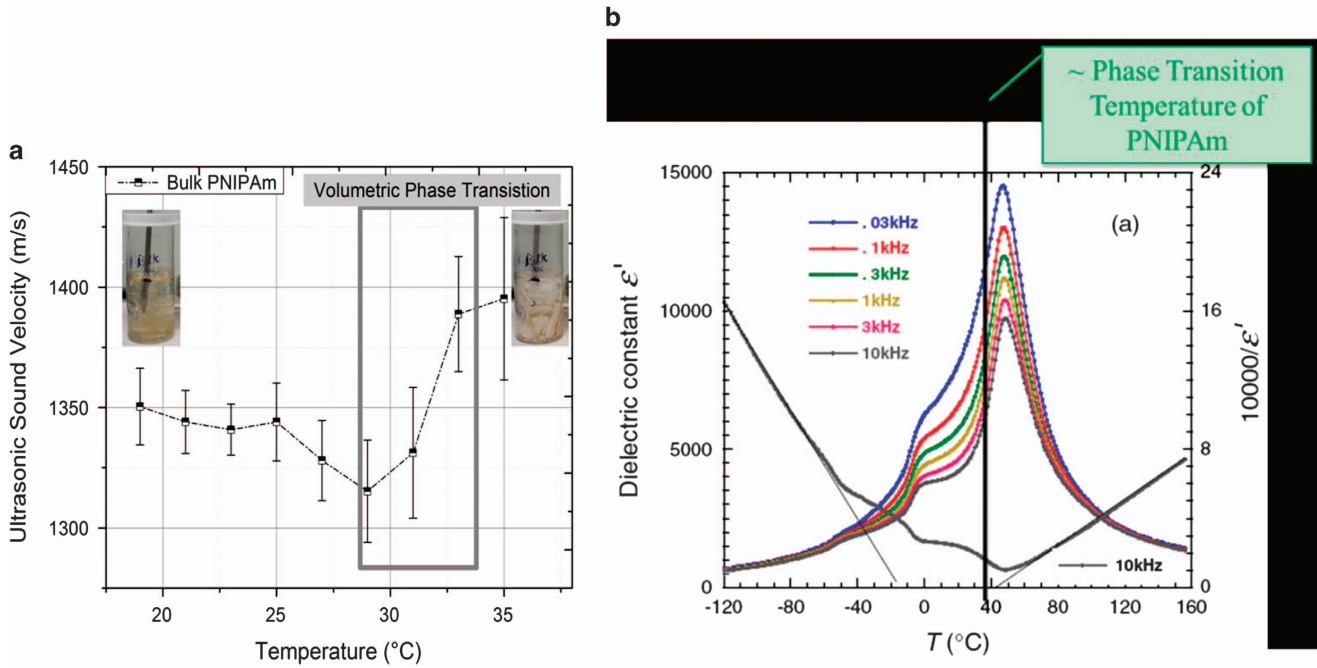 a
Ultrasonic Sound Velocity (m/s)
1450
1400
1350
1300
Bulk PNIPAm
Volumetric Phase Transistion
20
25
30
35
Temperature (°C)
b
~ Phase Transition
Temperature of
PNIPAm
(a)
Dielectric constant ε'
15000
10000
5000
0
.03kHz
.1kHz
.3kHz
1kHz
3kHz
10kHz
10kHz
24
16
8
0
10000/ε'
-120
-80
-40
0
40
80
120
160
T (°C)